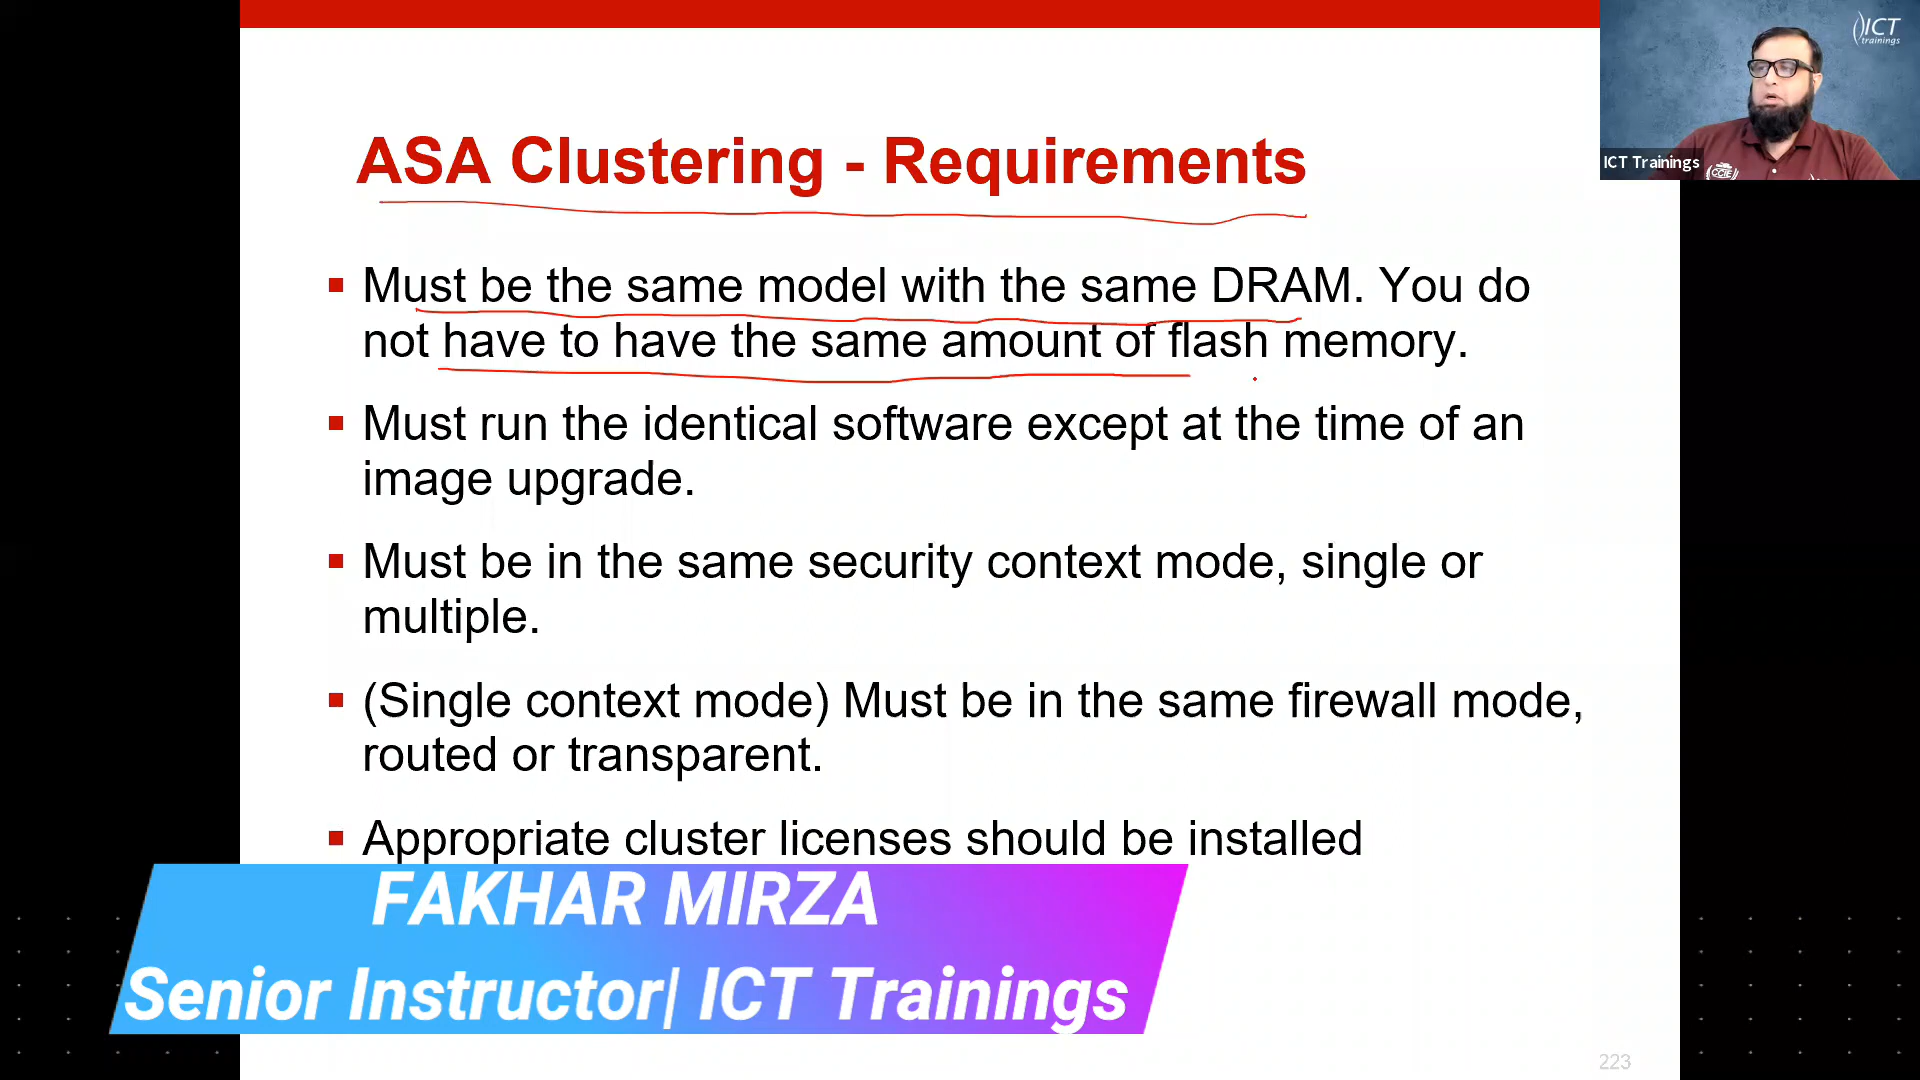 ASA Clustering - Requirements
Must be the same model with the same DRAM. You do
not have to have the same amount of flash memory.
Must run the identical software except at the time of an
image upgrade.
Must be in the same security context mode, single or
multiple.
(Single context mode) Must be in the same firewall mode,
routed or transparent.
Appropriate cluster licenses should be installed
FAKHAR MIRZA
Senior Instructor| ICT Trainings
223
ICT
trainings
ICT Trainings
CCIE